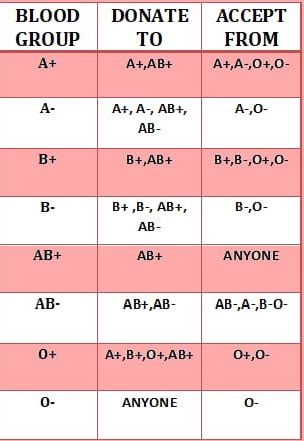 BLOOD GROUP DONATE TO ACCEPT FROM
A+ A+,AB+ A+,A-,O+,O-
A- A+, A-, AB+, AB- A-,O-
B+ B+,AB+ B+,B-,O+,O-
B- B+ ,B-, AB+, AB- B-,O-
AB+ AB+ ANYONE
AB- AB+,AB- AB-,A-,B-O-
O+ A+,B+,O+,AB+ O+,O-
O- ANYONE O-